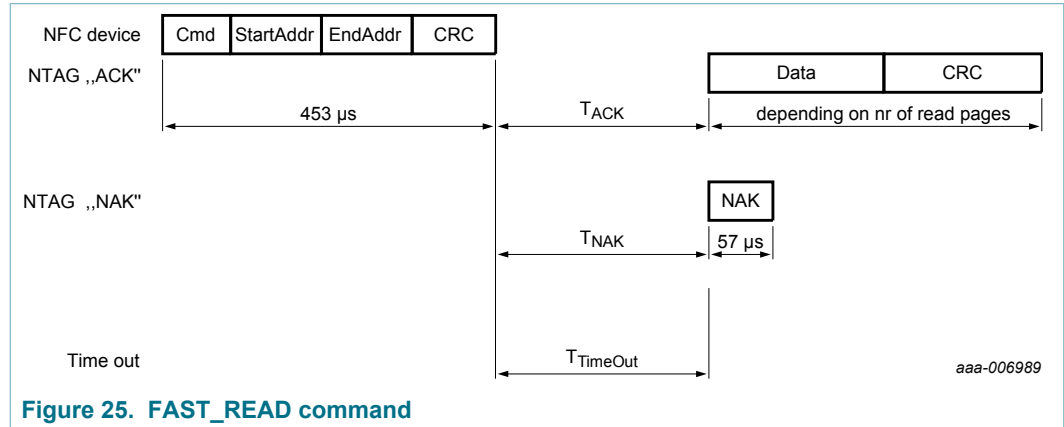 NFC device Cmd StartAddr EndAddr CRC
NTAG ,,ACK" Data CRC
453 µs TACK depending on nr of read pages
NTAG ,,NAK" NAK
TNAK 57 µs
Time out TTimeOut aaa-006989
Figure 25. FAST_READ command